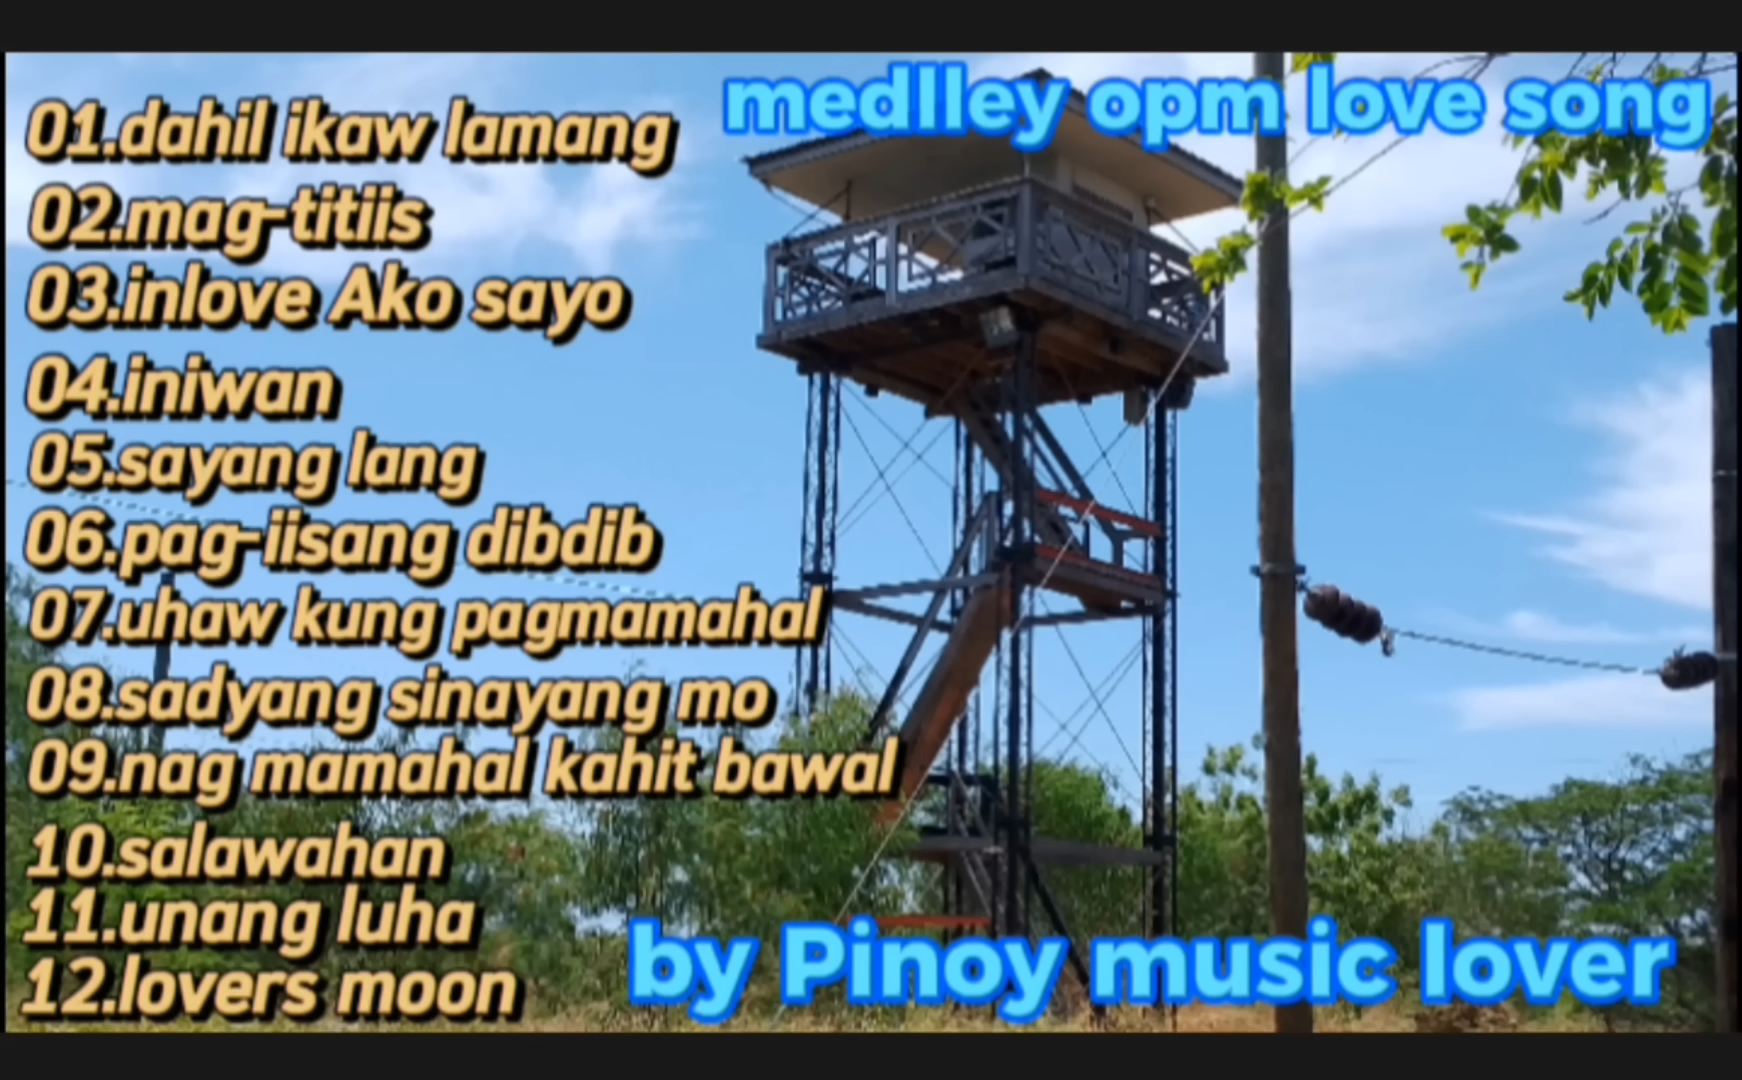 medlley opm love song
01.dahil ikaw lamang
02.mag-titiis
03.inlove Ako sayo
04.iniwan
05.sayang lang
06.pag-iisang dibdib
07.uhaw kung pagmamahal
08.sadyang sinayang mo
09.nag mamahal kahit bawal
10.salawahan
11.unang luha
12.lovers moon
by Pinoy music lover